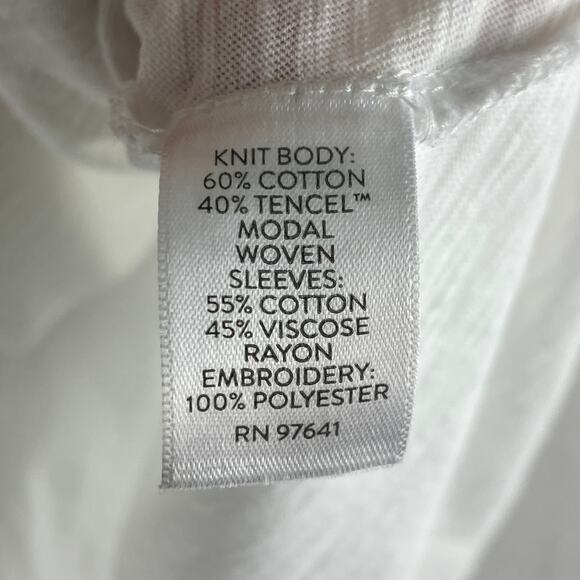 KNIT BODY:
60% COTTON
40% TENCEL™
MODAL
WOVEN
SLEEVES:
55% COTTON
45% VISCOSE
RAYON
EMBROIDERY:
100% POLYESTER
RN 97641